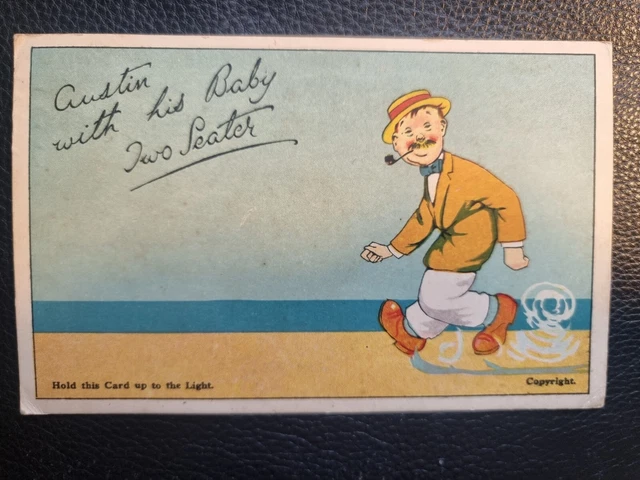 Austin
with his Baby
Two Seater
Hold this Card up to the Light.
Copyright.